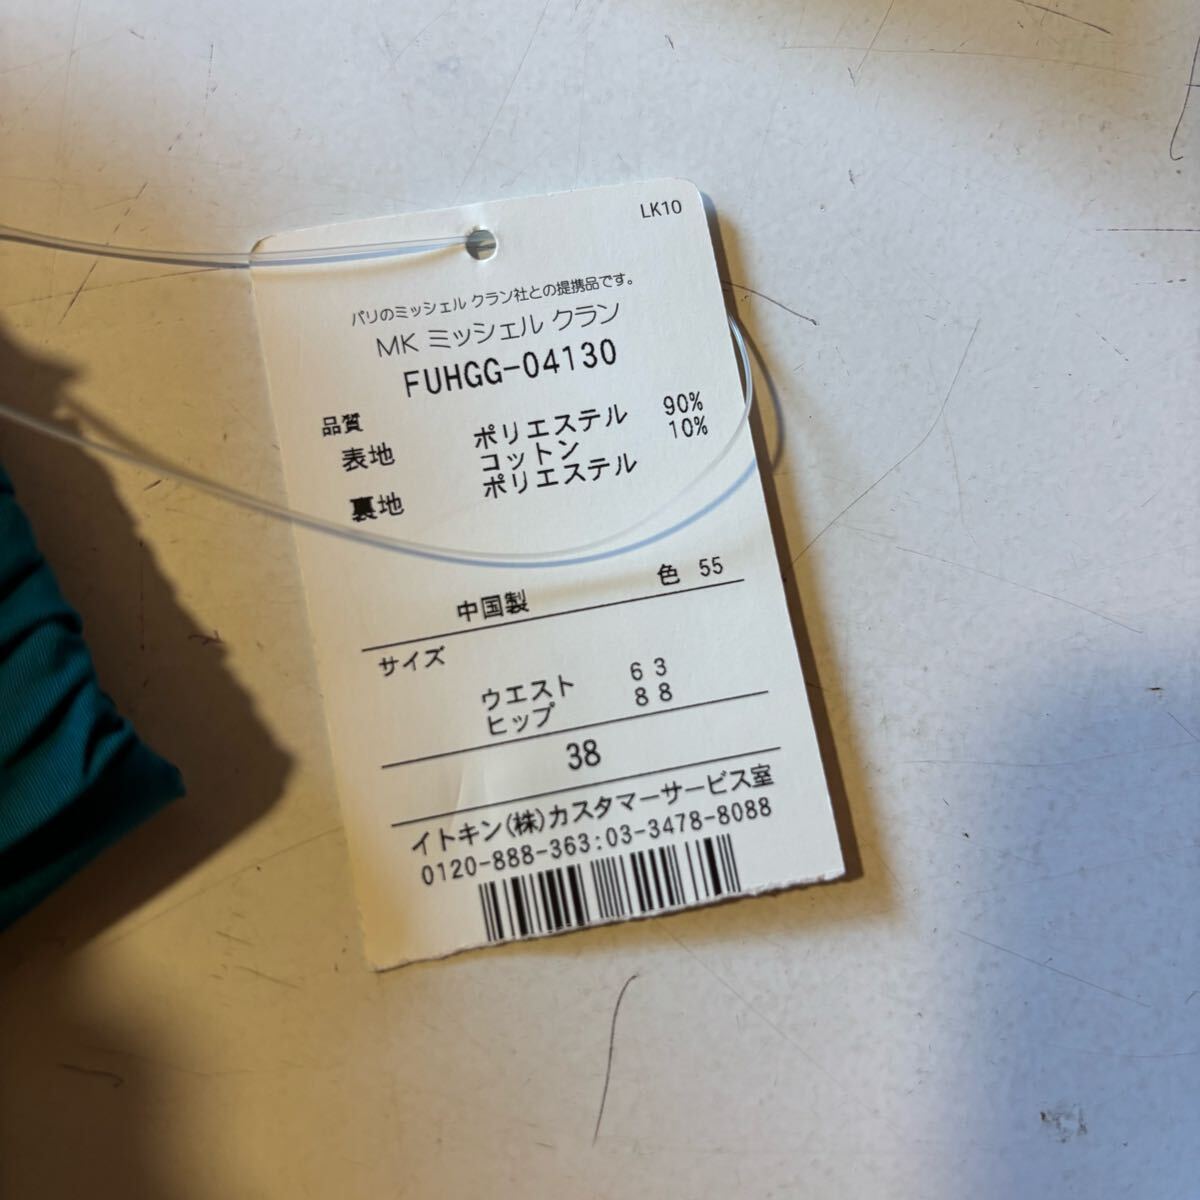 LK10
パリのミッシェル クラン社との提携品です。
MK ミッシェル クラン
FUHGG-04130
品質
表地 ポリエステル 90%
コットン 10%
裏地 ポリエステル
色 55
中国製
サイズ
ウエスト 63
ヒップ 88
38
イトキン(株)カスタマーサービス室
0120-888-363:03-3478-8088